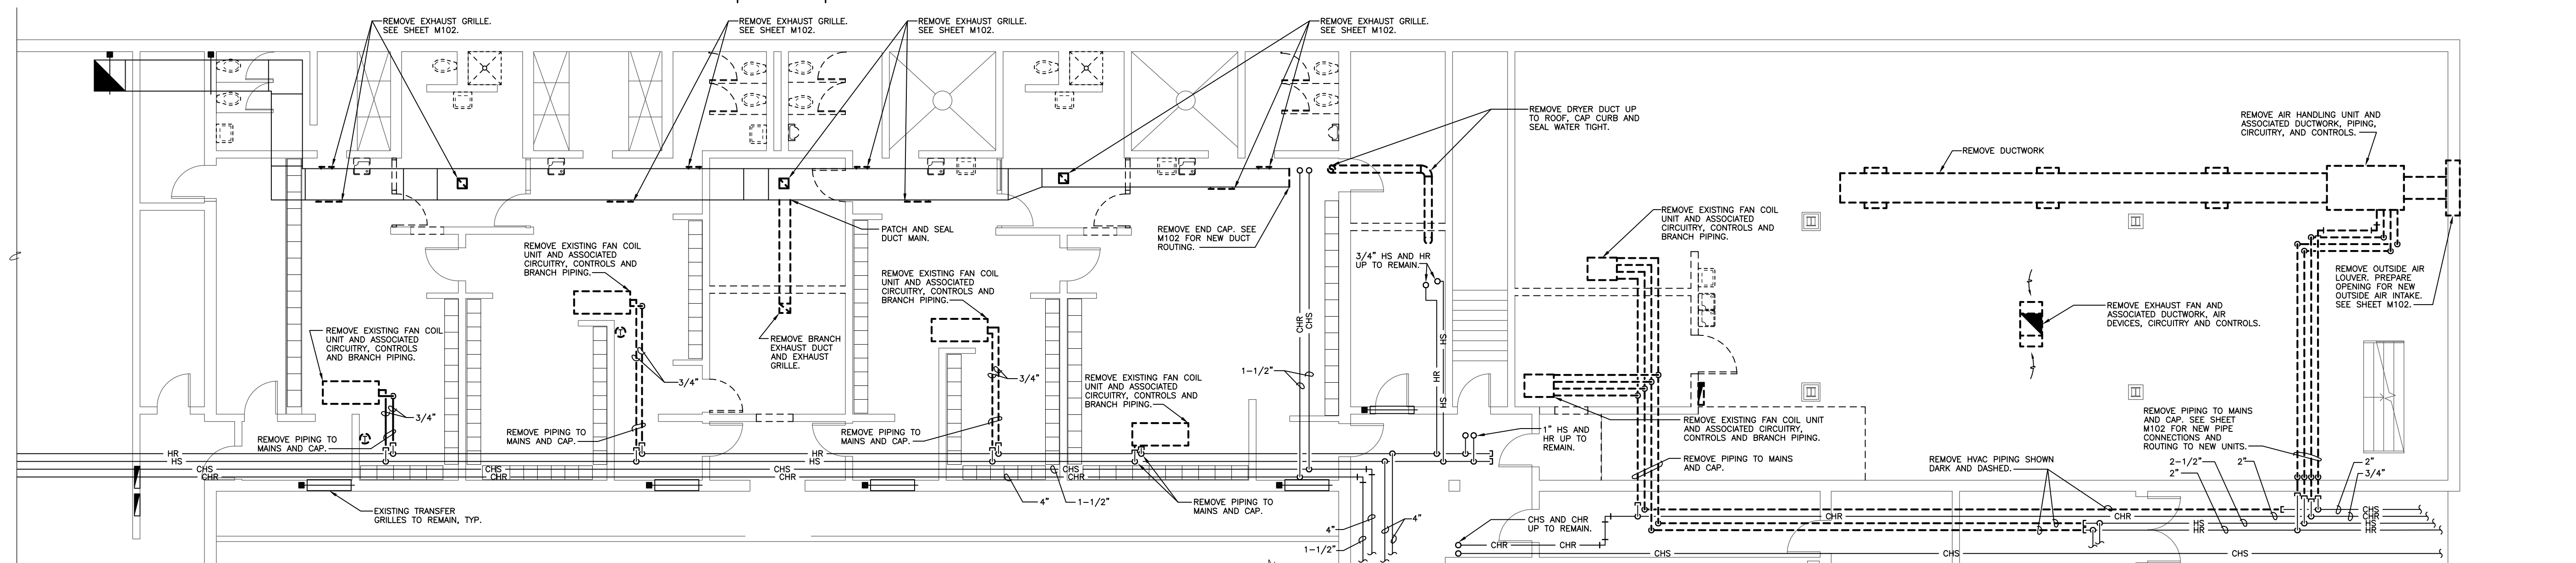 REMOVE EXHAUST GRILLE.
SEE SHEET M102.
REMOVE EXHAUST GRILLE.
SEE SHEET M102.
REMOVE EXHAUST GRILLE.
SEE SHEET M102.
REMOVE EXHAUST GRILLE.
SEE SHEET M102.
REMOVE DRYER DUCT UP
TO ROOF, CAP CURB AND
SEAL WATER TIGHT.
REMOVE AIR HANDLING UNIT AND
ASSOCIATED DUCTWORK, PIPING,
CIRCUITRY, AND CONTROLS.
REMOVE DUCTWORK
REMOVE EXISTING FAN COIL
UNIT AND ASSOCIATED
CIRCUITRY, CONTROLS AND
BRANCH PIPING.
PATCH AND SEAL
DUCT MAIN.
REMOVE END CAP. SEE
M102 FOR NEW DUCT
ROUTING.
REMOVE EXISTING FAN COIL
UNIT AND ASSOCIATED
CIRCUITRY, CONTROLS AND
BRANCH PIPING.
3/4" HS AND HR
UP TO REMAIN.
REMOVE EXISTING FAN COIL
UNIT AND ASSOCIATED
CIRCUITRY, CONTROLS AND
BRANCH PIPING.
REMOVE OUTSIDE AIR
LOUVER. PREPARE
OPENING FOR NEW
OUTSIDE AIR INTAKE.
SEE SHEET M102.
REMOVE EXHAUST FAN AND
ASSOCIATED DUCTWORK, AIR
DEVICES, CIRCUITRY AND CONTROLS.
REMOVE EXISTING FAN COIL
UNIT AND ASSOCIATED
CIRCUITRY, CONTROLS
AND BRANCH PIPING.
REMOVE BRANCH
EXHAUST DUCT
AND EXHAUST
GRILLE.
CHR
CHS
HS
HR
HS
T
T
3/4"
3/4"
3/4"
1-1/2"
REMOVE EXISTING FAN COIL
UNIT AND ASSOCIATED
CIRCUITRY, CONTROLS AND
BRANCH PIPING.
REMOVE PIPING TO
MAINS AND CAP.
REMOVE PIPING TO
MAINS AND CAP.
REMOVE PIPING TO
MAINS AND CAP.
1" HS AND
HR UP TO
REMAIN.
REMOVE EXISTING FAN COIL UNIT
AND ASSOCIATED CIRCUITRY,
CONTROLS AND BRANCH PIPING.
REMOVE PIPING TO MAINS
AND CAP. SEE SHEET
M102 FOR NEW PIPE
CONNECTIONS AND
ROUTING TO NEW UNITS.
REMOVE PIPING TO MAINS
AND CAP.
REMOVE HVAC PIPING SHOWN
DARK AND DASHED.
2-1/2"
2"
2"
2"
3/4"
HR
HR
HS
HS
CHS
CHS
CHS
CHS
CHR
CHR
CHR
CHR
4"
1-1/2"
REMOVE PIPING TO
MAINS AND CAP.
EXISTING TRANSFER
GRILLES TO REMAIN, TYP.
4"
4"
1-1/2"
CHS AND CHR
UP TO REMAIN.
CHR
CHR
CHR
CHR
CHS
CHR
HS
HS
HR
HR
CHS
CHS
CHS